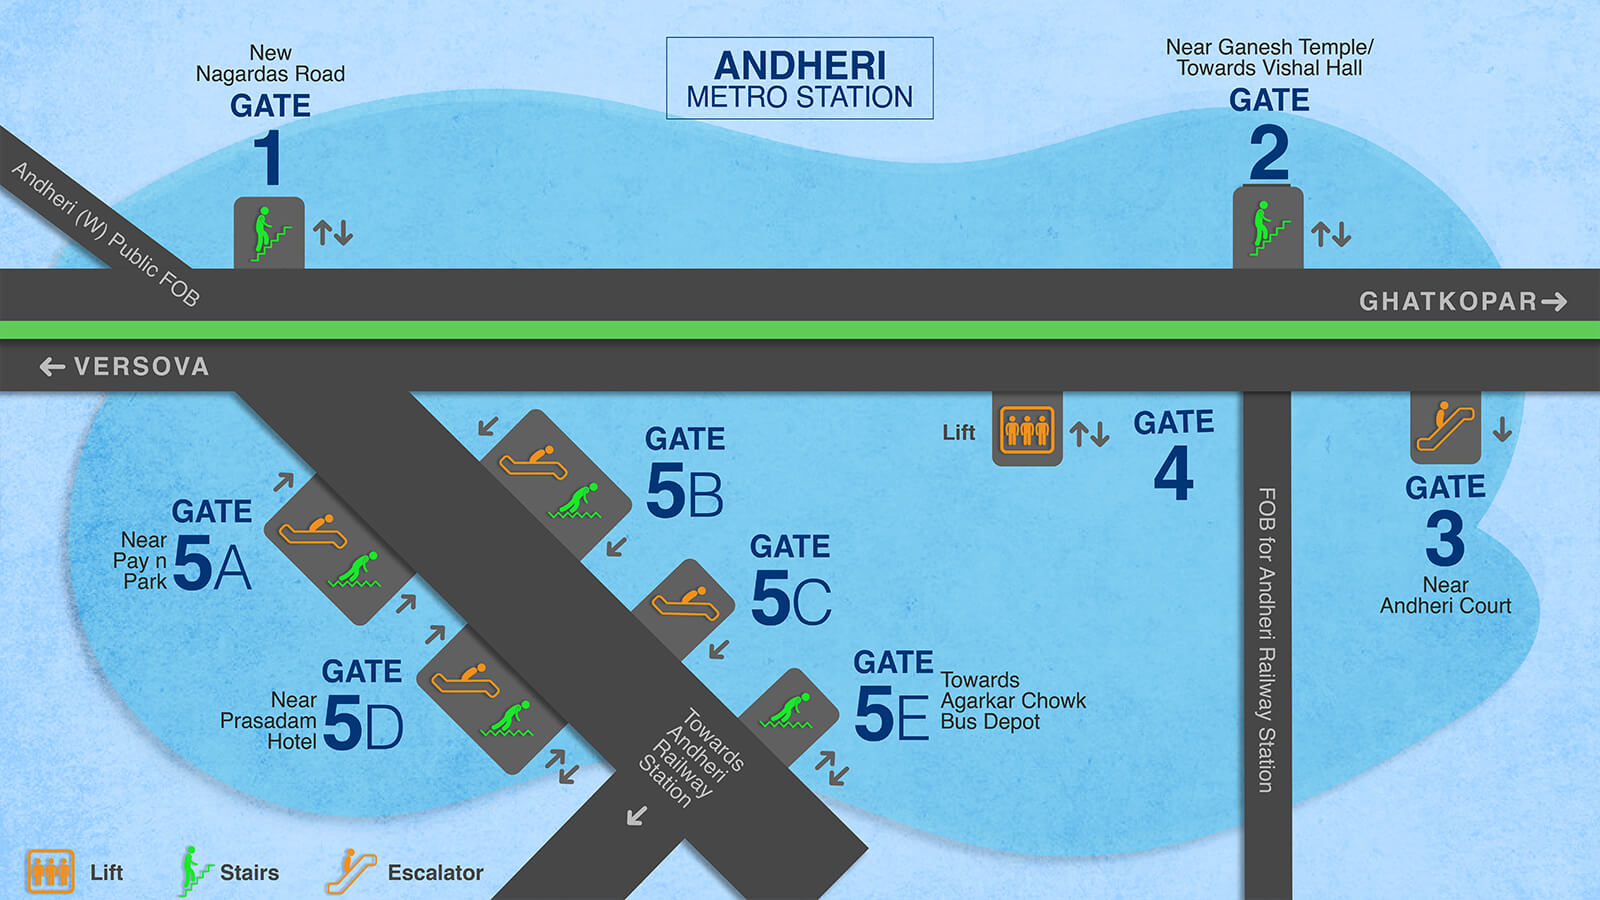 ANDHERI
METRO STATION
New
Nagardas Road
GATE
1
Near Ganesh Temple/
Towards Vishal Hall
GATE
2
Andheri (W) Public FOB
GHATKOPAR→
←VERSOVA
Lift
GATE
4
GATE
3
Near
Andheri Court
FOB for Andheri Railway Station
GATE
5B
GATE
5A
Near
Pay n
Park
GATE
5C
GATE
5D
Near
Prasadam
Hotel
GATE
5E
Towards
Agarkar Chowk
Bus Depot
Towards
Andheri
Railway
Station
Lift
Stairs
Escalator